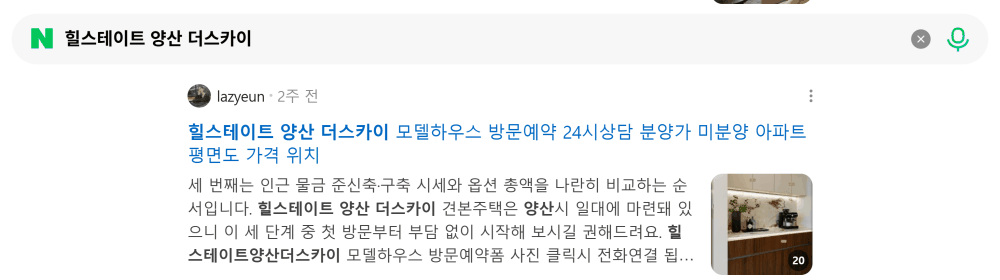 힐스테이트 양산 더스카이
lazyeun · 2주 전
힐스테이트 양산 더스카이 모델하우스 방문예약 24시상담 분양가 미분양 아파트
평면도 가격 위치
세 번째는 인근 물금 준신축·구축 시세와 옵션 총액을 나란히 비교하는 순
서입니다. 힐스테이트 양산 더스카이 견본주택은 양산시 일대에 마련돼 있
으니 이 세 단계 중 첫 방문부터 부담 없이 시작해 보시길 권해드려요. 힐
스테이트양산더스카이 모델하우스 방문예약폼 사진 클릭시 전화연결 됩...
20